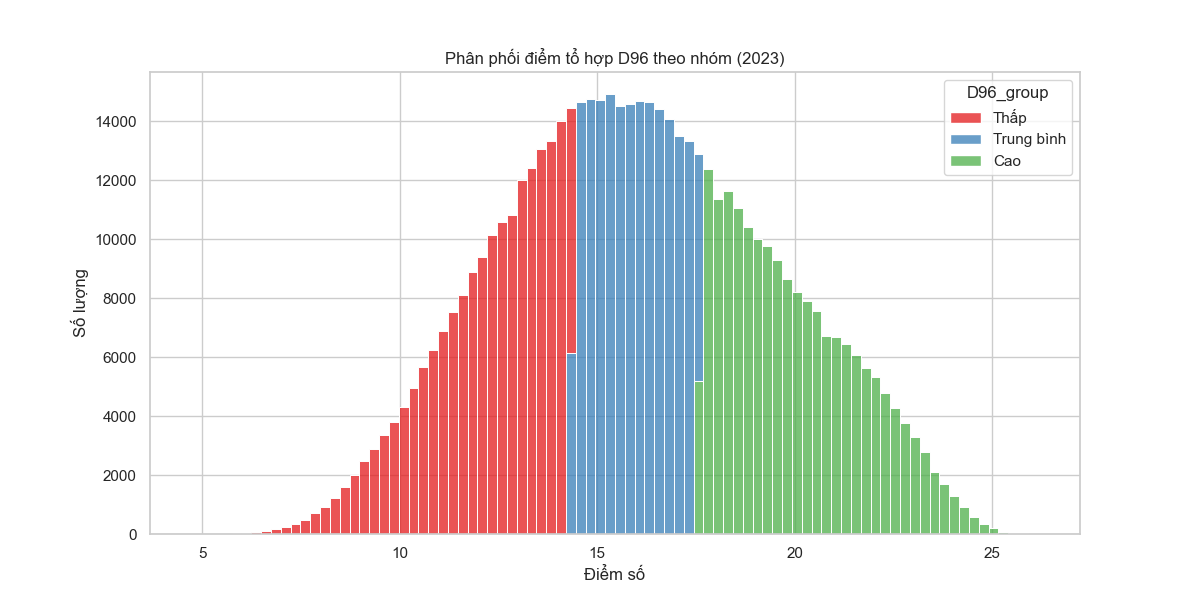 Phân phối điểm tổ hợp D96 theo nhóm (2023)
D96_group
Thấp
Trung bình
Cao
14000
12000
10000
8000
6000
4000
2000
0
Số lượng
5
10
15
20
25
Điểm số